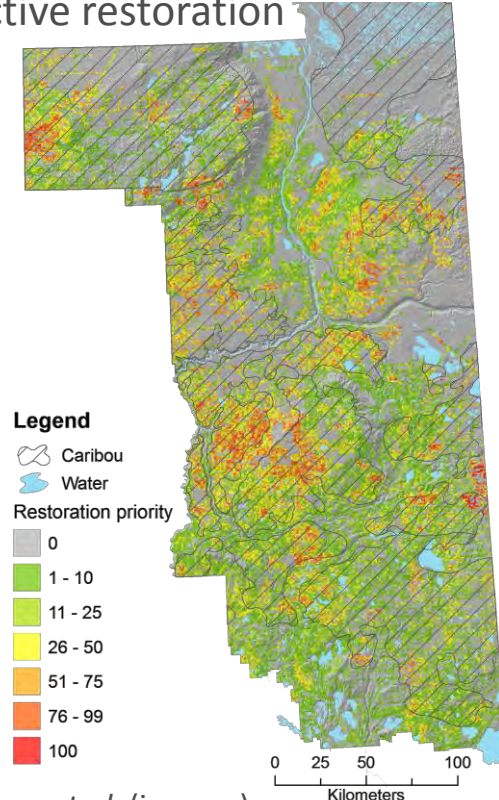 ctive restoration
Legend
Caribou
Water
Restoration priority
0
1 - 10
11 - 25
26 - 50
51 - 75
76 - 99
100
0 25 50 100
Kilometers